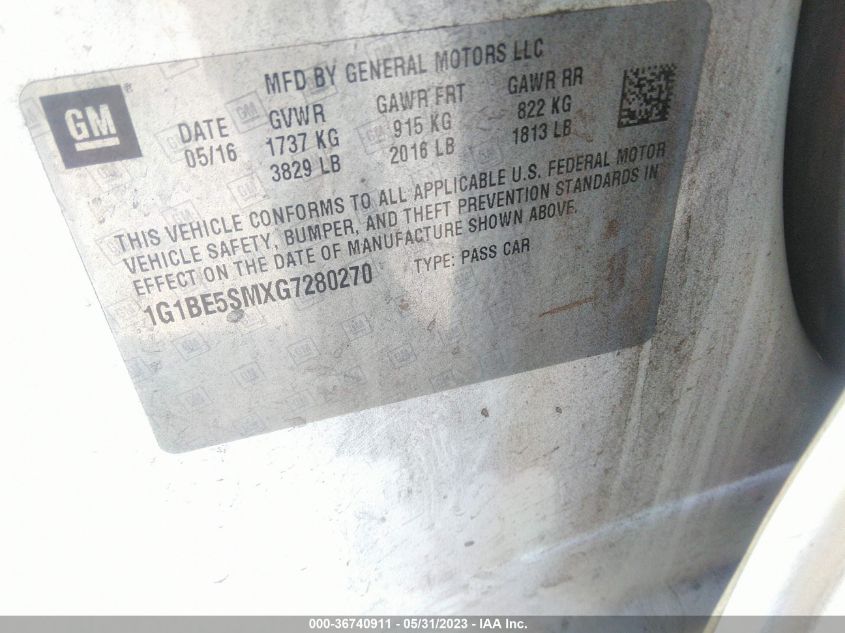 GM
MFD BY GENERAL MOTORS LLC
DATE GVWR GAWR FRT GAWR RR
05/16 1737 KG 915 KG 822 KG
3829 LB 2016 LB 1813 LB
THIS VEHICLE CONFORMS TO ALL APPLICABLE U.S. FEDERAL MOTOR
VEHICLE SAFETY, BUMPER, AND THEFT PREVENTION STANDARDS IN
EFFECT ON THE DATE OF MANUFACTURE SHOWN ABOVE.
1G1BE5SMXG7280270 TYPE: PASS CAR
000-36740911 - 05/31/2023 - IAA Inc.